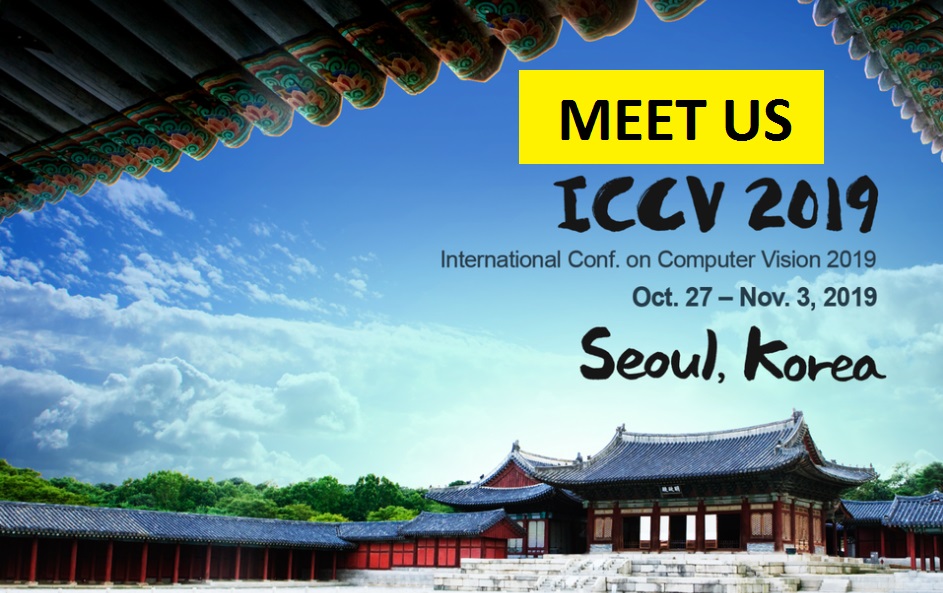 MEET US
ICCV 2019
International Conf. on Computer Vision 2019
Oct. 27 – Nov. 3, 2019
Seoul, Korea